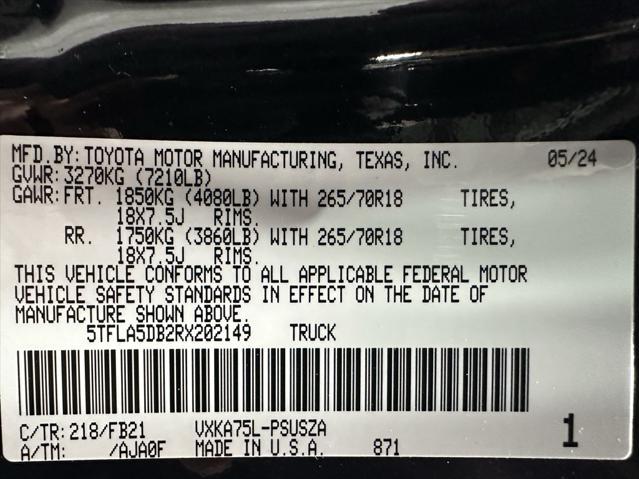 MFD. BY: TOYOTA MOTOR MANUFACTURING, TEXAS, INC. 05/24
GVWR: 3270KG (7210LB)
GAWR: FRT. 1850KG (4080LB) WITH 265/70R18 TIRES,
18X7.5J RIMS.
RR. 1750KG (3860LB) WITH 265/70R18 TIRES,
18X7.5J RIMS.
THIS VEHICLE CONFORMS TO ALL APPLICABLE FEDERAL MOTOR
VEHICLE SAFETY STANDARDS IN EFFECT ON THE DATE OF
MANUFACTURE SHOWN ABOVE.
5TFLA5DB2RX202149 TRUCK
C/TR: 218/FB21 VXKA75L-PSUSZA 1
A/TM: /AJA0F MADE IN U.S.A. 871